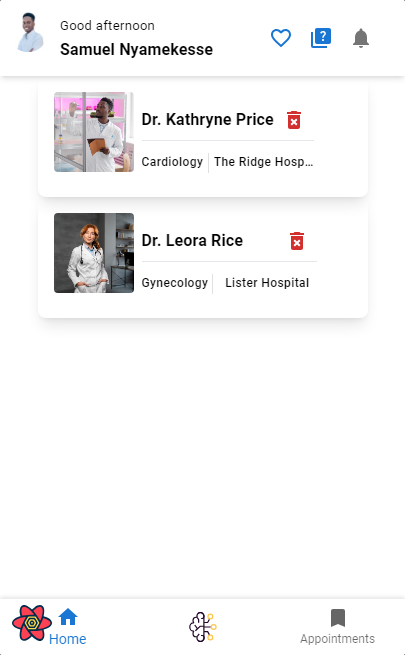 Good afternoon
Samuel Nyamekesse
Dr. Kathryne Price
Cardiology The Ridge Hosp...
Dr. Leora Rice
Gynecology Lister Hospital
Home
Appointments